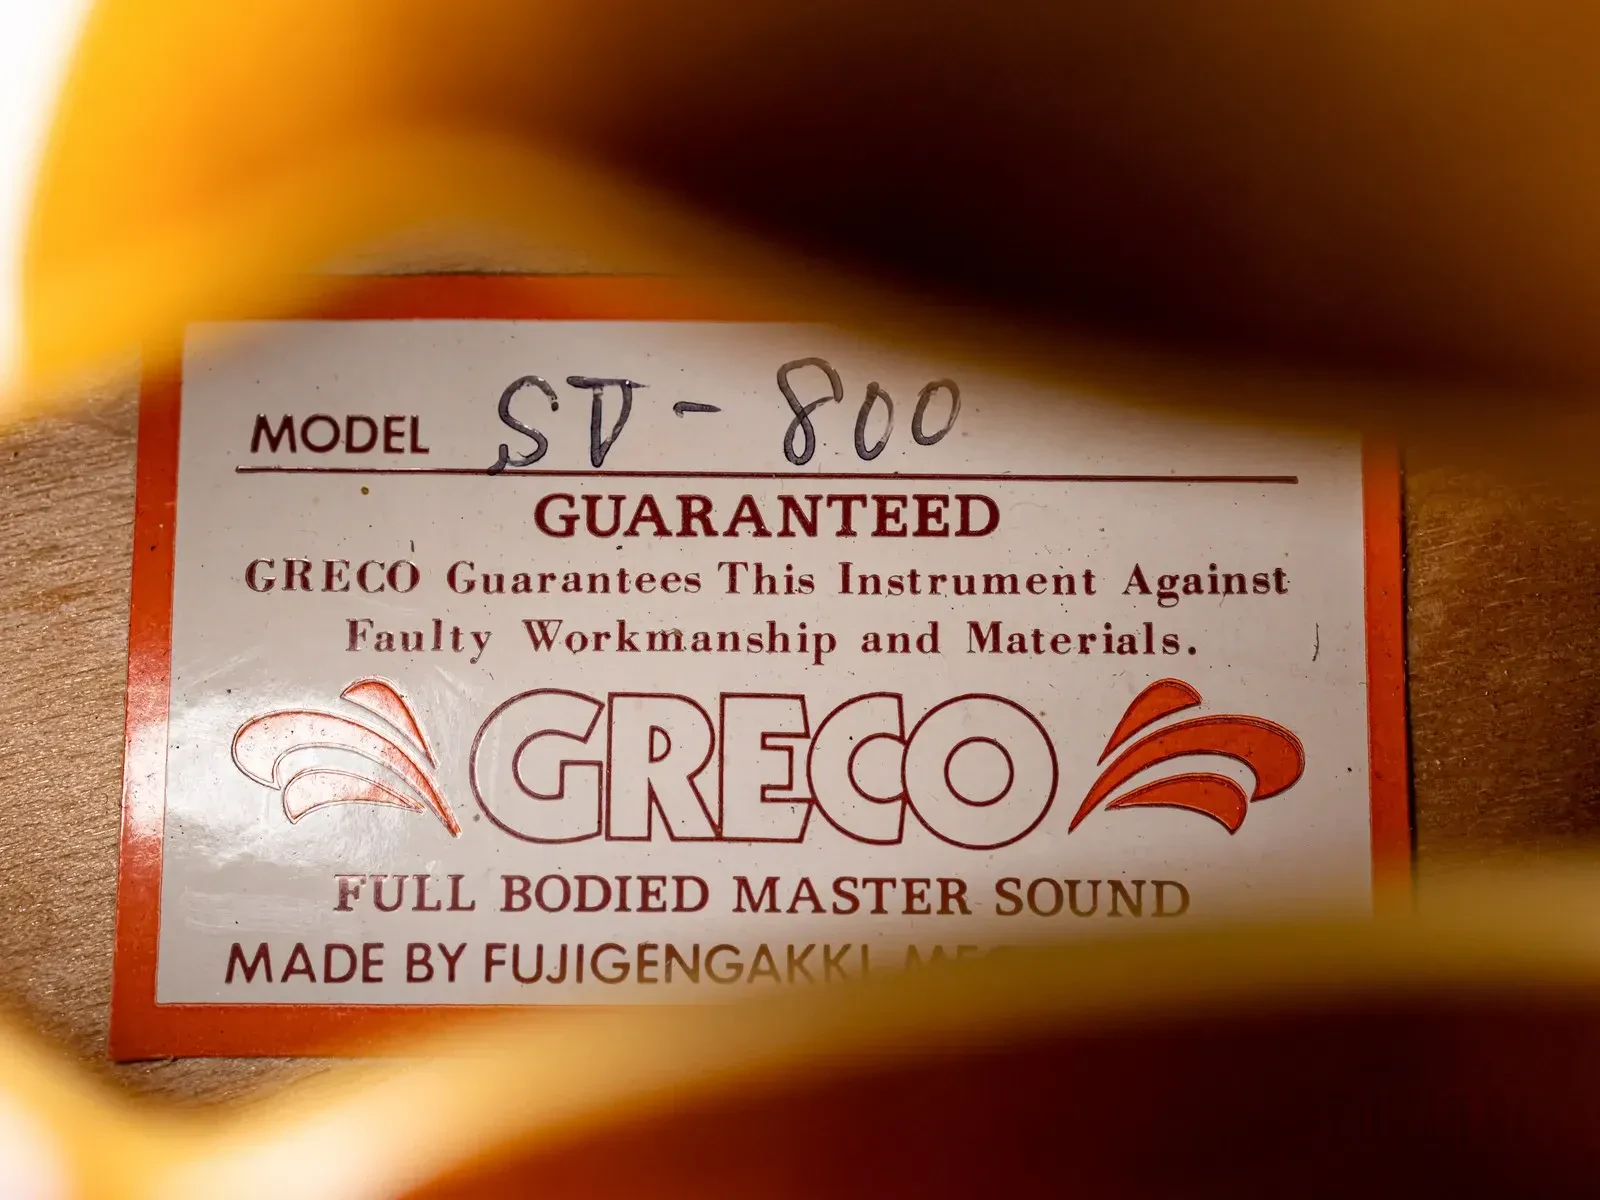 MODEL SV - 800
GUARANTEED
GRECO Guarantees This Instrument Against
Faulty Workmanship and Materials.
GRECO
FULL BODIED MASTER SOUND
MADE BY FUJIGENGAKKI